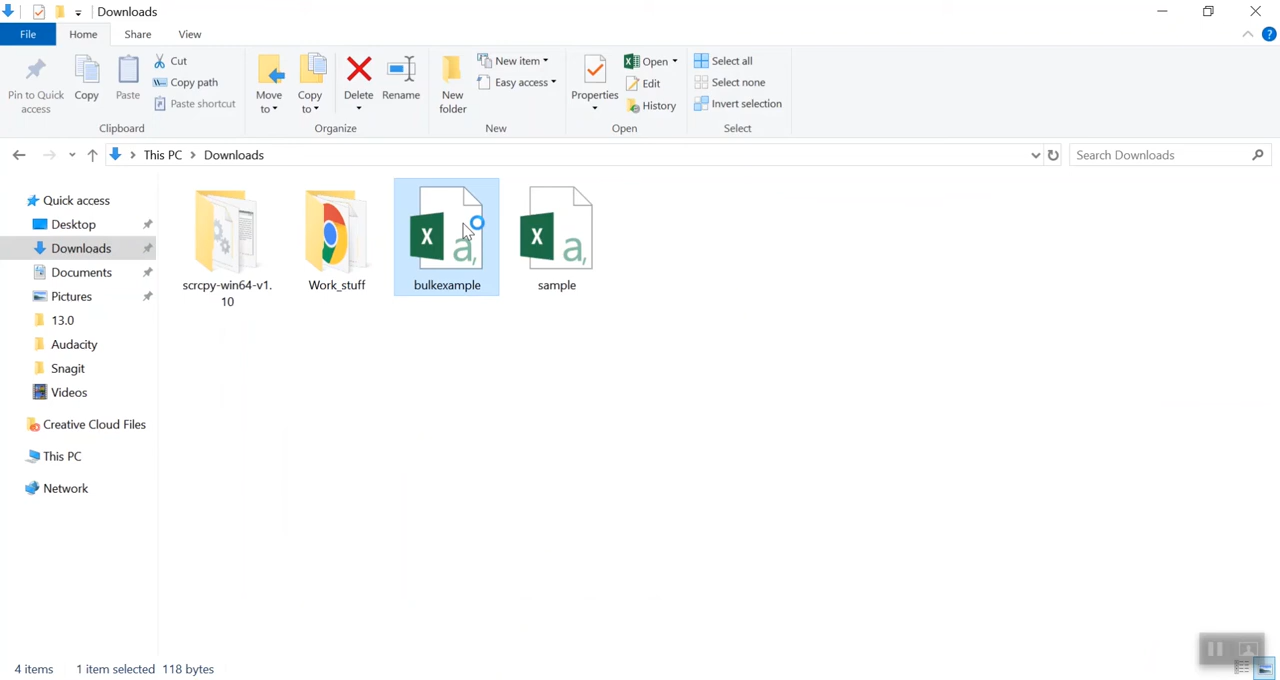 Downloads
File
Home
Share
View
Pin to Quick
access
Copy
Paste
Cut
Copy path
Paste shortcut
Clipboard
Move
to
Copy
to
Delete
Rename
Organize
New
folder
New item
Easy access
New
Properties
Open
Edit
History
Open
Select all
Select none
Invert selection
Select
This PC
Downloads
Search Downloads
Quick access
Desktop
Downloads
Documents
Pictures
13.0
Audacity
Snagit
Videos
Creative Cloud Files
This PC
Network
scrcpy-win64-v1.
10
Work_stuff
X a,
bulkexample
X a,
sample
4 items 1 item selected 118 bytes